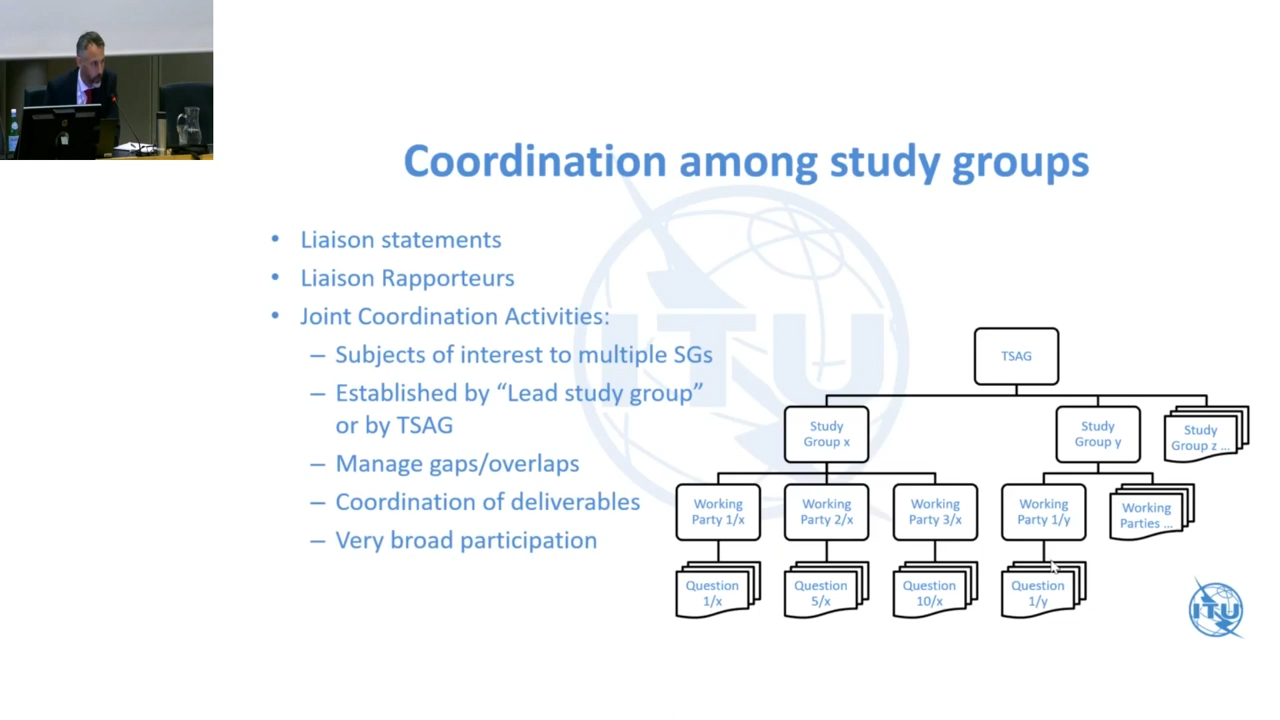 Coordination among study groups
• Liaison statements
• Liaison Rapporteurs
• Joint Coordination Activities:
– Subjects of interest to multiple SGs
– Established by “Lead study group”
or by TSAG
– Manage gaps/overlaps
– Coordination of deliverables
– Very broad participation
TSAG
Study
Group x
Study
Group y
Study
Group z ...
Working
Party 1/x
Working
Party 2/x
Working
Party 3/x
Working
Party 1/y
Working
Parties ...
Question
1/x
Question
5/x
Question
10/x
Question
1/y
ITU
ITU